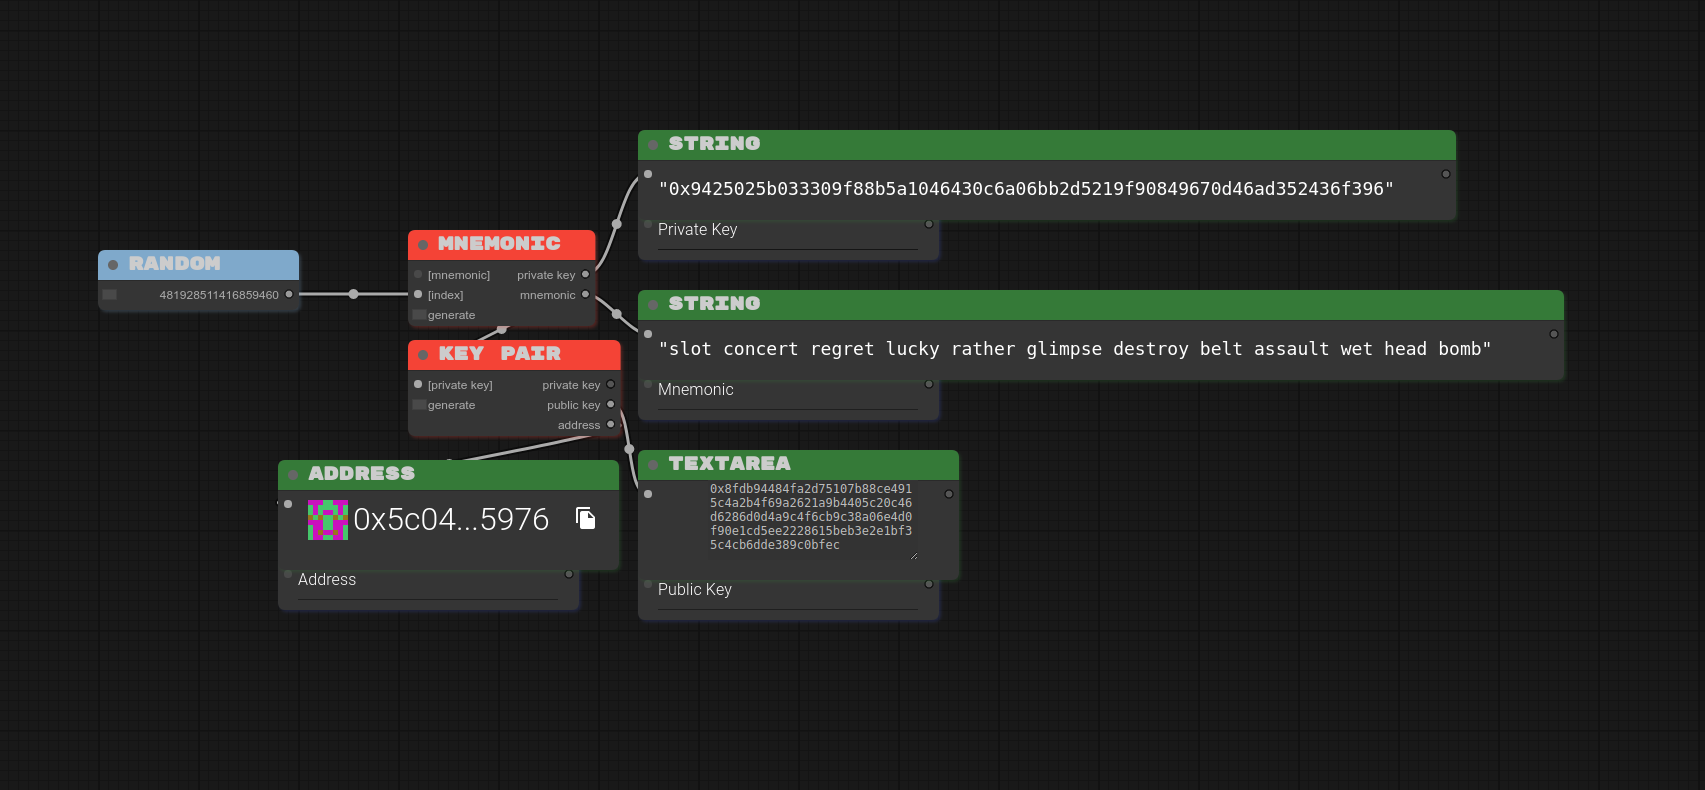 STRING
"0x9425025b033309f88b5a1046430c6a06bb2d5219f90849670d46ad352436f396"
Private Key
MNEMONIC
[mnemonic] private key
[index] mnemonic
generate
RANDOM
481928511416859460
STRING
"slot concert regret lucky rather glimpse destroy belt assault wet head bomb"
Mnemonic
KEY PAIR
[private key] private key
generate public key
address
ADDRESS
0x5c04...5976
Address
TEXTAREA
0x8fdb94484fa2d75107b88ce491
5c4a2b4f69a2621a9b4405c20c46
d6286d0d4a9c4f6cb9c38a06e4d0
f90e1cd5ee2228615beb3e2e1bf3
5c4cb6dde389c0bfec
Public Key